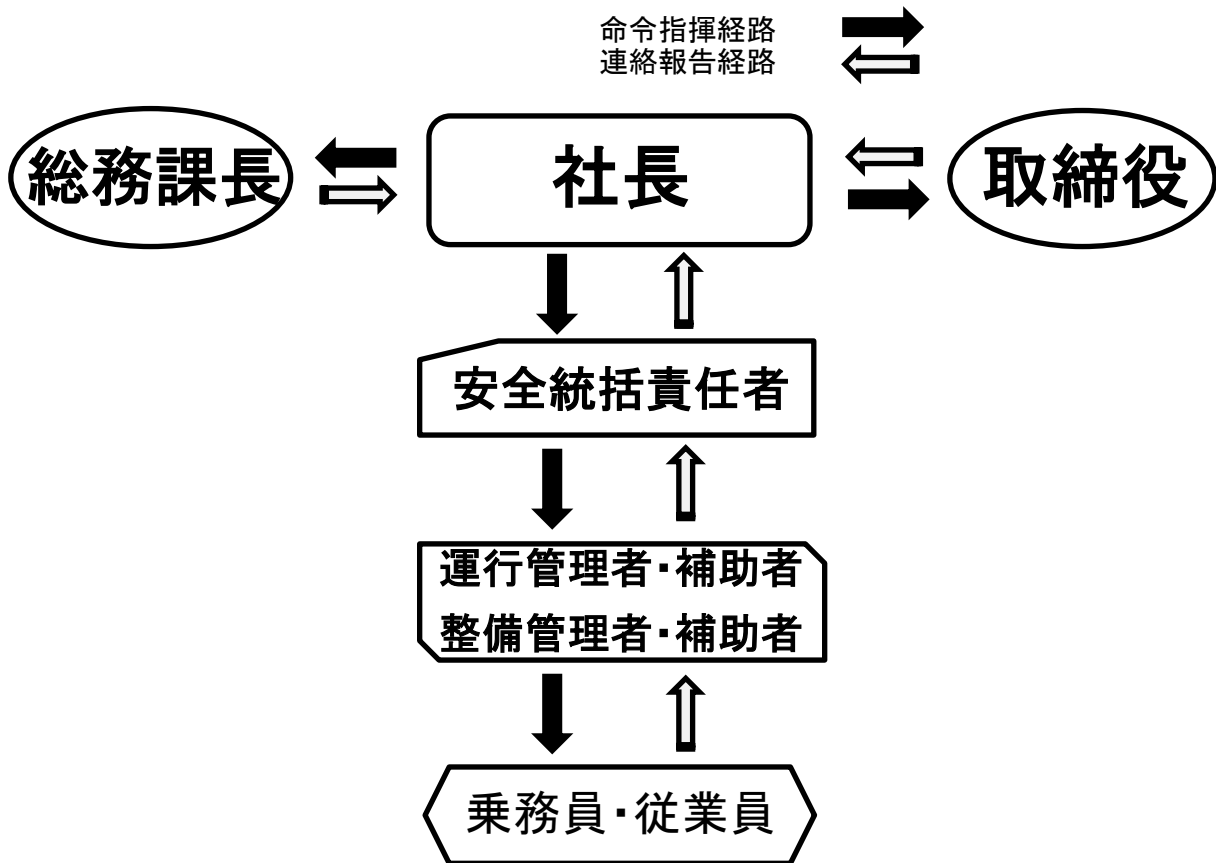 命令指揮経路
連絡報告経路
総務課長
社長
取締役
安全統括責任者
運行管理者・補助者
整備管理者・補助者
乗務員・従業員